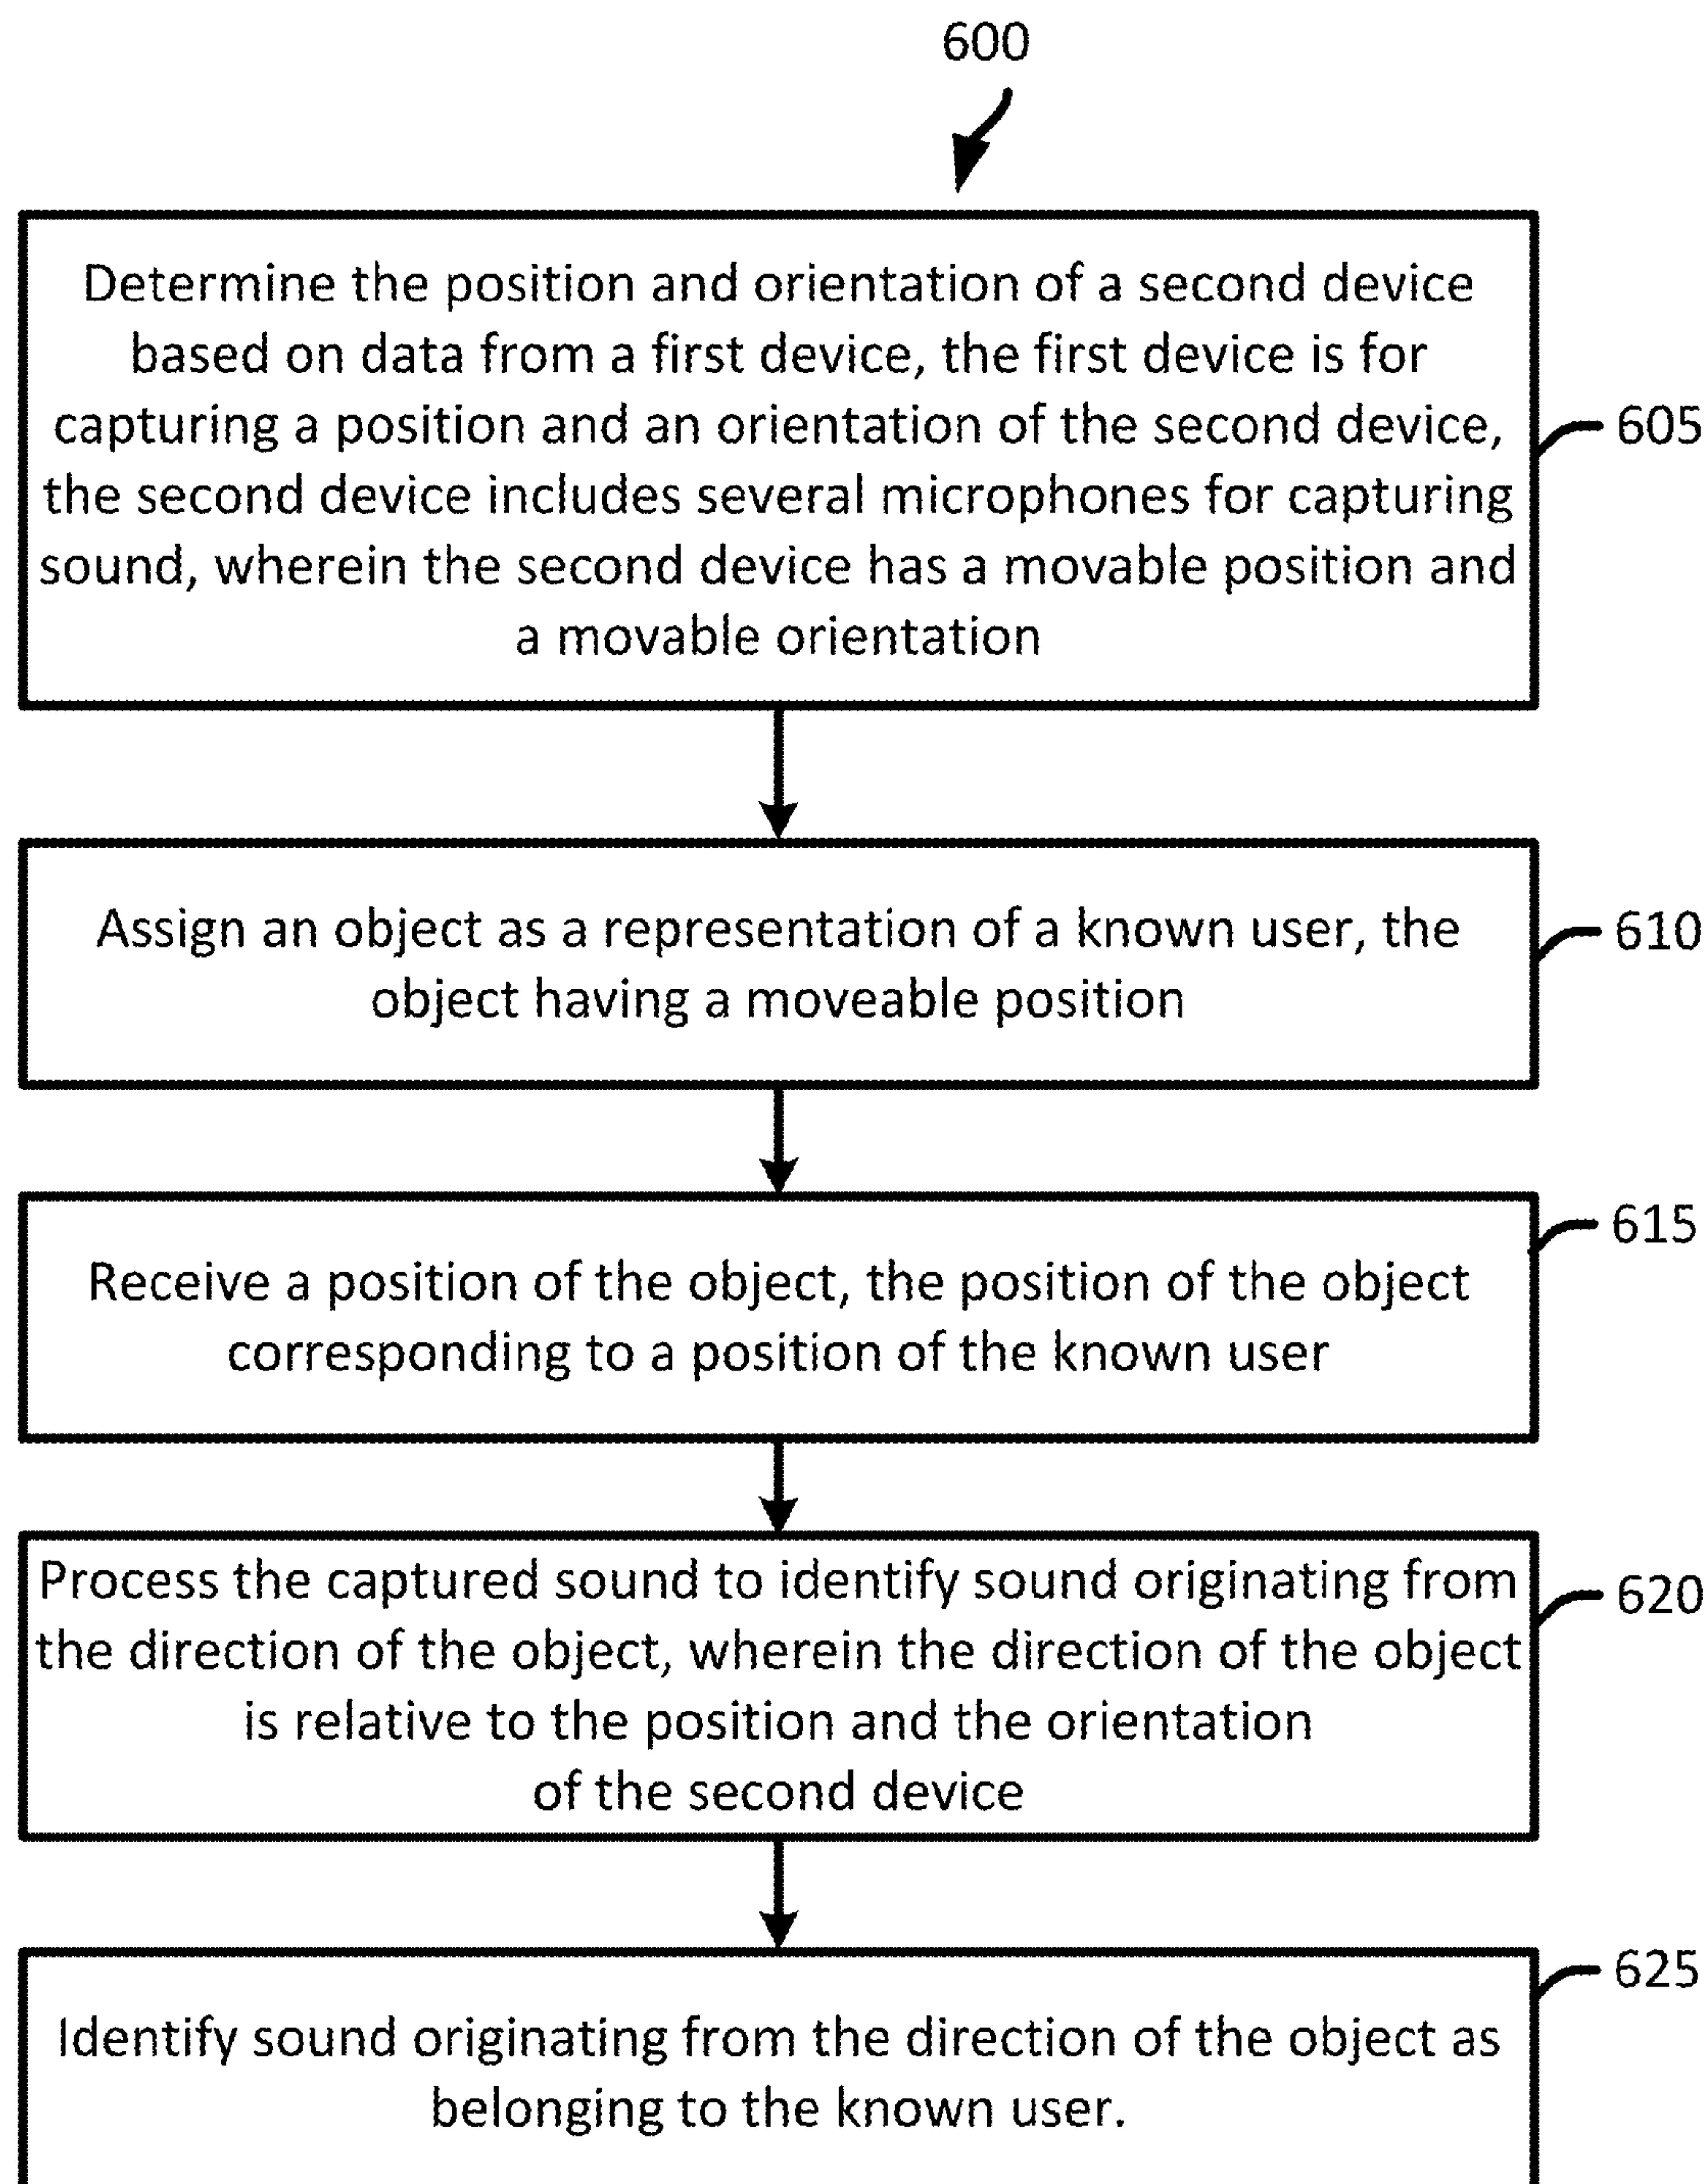 600
Determine the position and orientation of a second device
based on data from a first device, the first device is for
capturing a position and an orientation of the second device,
the second device includes several microphones for capturing
sound, wherein the second device has a movable position and
a movable orientation
605
Assign an object as a representation of a known user, the
object having a moveable position
610
Receive a position of the object, the position of the object
corresponding to a position of the known user
615
Process the captured sound to identify sound originating from
the direction of the object, wherein the direction of the object
is relative to the position and the orientation
of the second device
620
Identify sound originating from the direction of the object as
belonging to the known user.
625